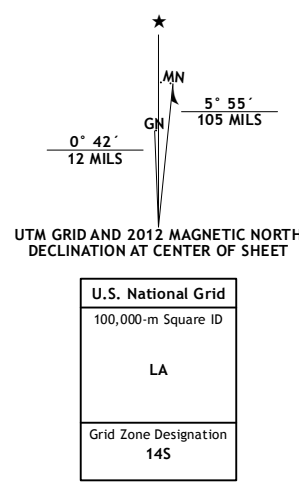 ★
MN
GN
5° 55´
105 MILS
0° 42´
12 MILS
UTM GRID AND 2012 MAGNETIC NORTH
DECLINATION AT CENTER OF SHEET
U.S. National Grid
100,000-m Square ID
LA
Grid Zone Designation
14S